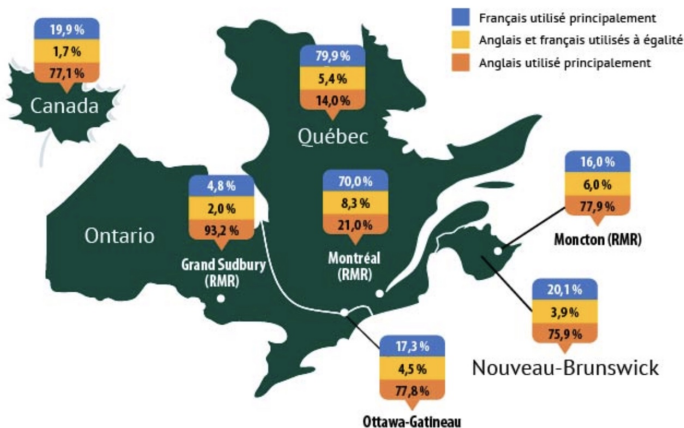 Français utilisé principalement
Anglais et français utilisés à égalité
Anglais utilisé principalement
19,9 %
1,7 %
77,1 %
Canada
79,9 %
5,4 %
14,0 %
Québec
Ontario
4,8 %
2,0 %
93,2 %
Grand Sudbury
(RMR)
70,0 %
8,3 %
21,0 %
Montréal
(RMR)
16,0 %
6,0 %
77,9 %
Moncton (RMR)
20,1 %
3,9 %
75,9 %
Nouveau-Brunswick
17,3 %
4,5 %
77,8 %
Ottawa-Gatineau